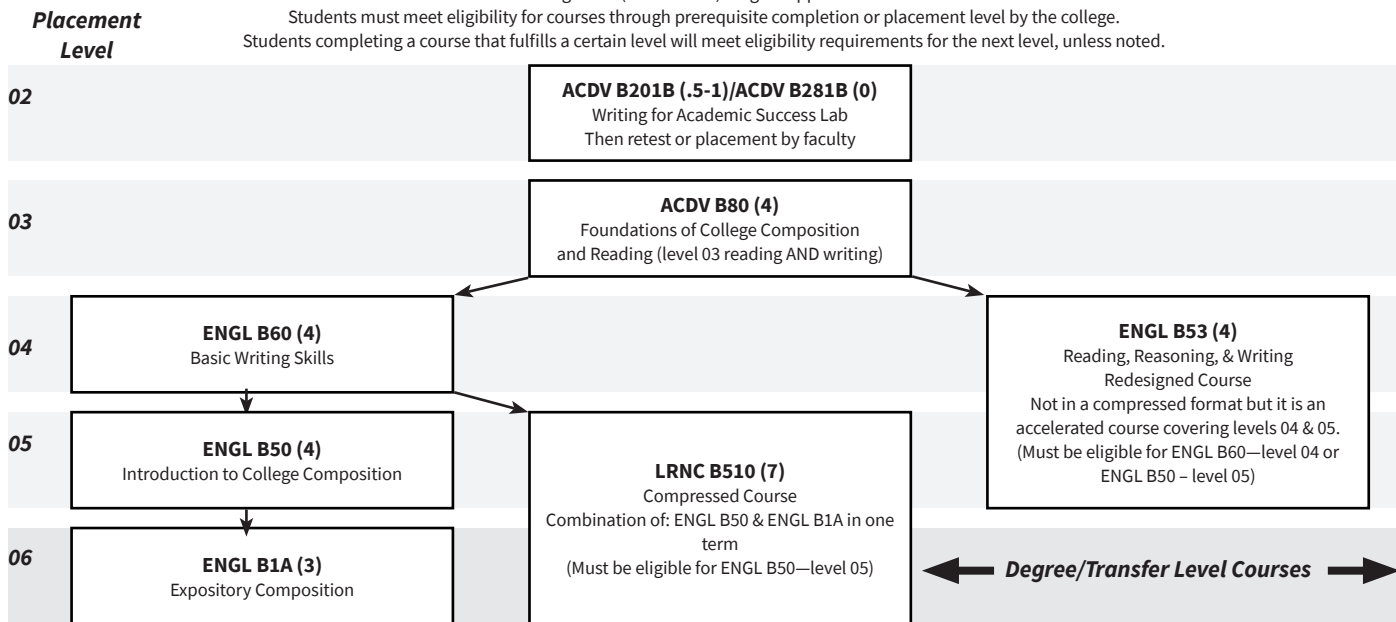 Placement
Level
Students must meet eligibility for courses through prerequisite completion or placement level by the college.
Students completing a course that fulfills a certain level will meet eligibility requirements for the next level, unless noted.
02
ACDV B201B (.5-1)/ACDV B281B (0)
Writing for Academic Success Lab
Then retest or placement by faculty
03
ACDV B80 (4)
Foundations of College Composition
and Reading (level 03 reading AND writing)
04
ENGL B60 (4)
Basic Writing Skills
ENGL B53 (4)
Reading, Reasoning, & Writing
Redesigned Course
Not in a compressed format but it is an
accelerated course covering levels 04 & 05.
(Must be eligible for ENGL B60—level 04 or
ENGL B50 – level 05)
05
ENGL B50 (4)
Introduction to College Composition
LRNC B510 (7)
Compressed Course
Combination of: ENGL B50 & ENGL B1A in one
term
(Must be eligible for ENGL B50—level 05)
06
ENGL B1A (3)
Expository Composition
Degree/Transfer Level Courses